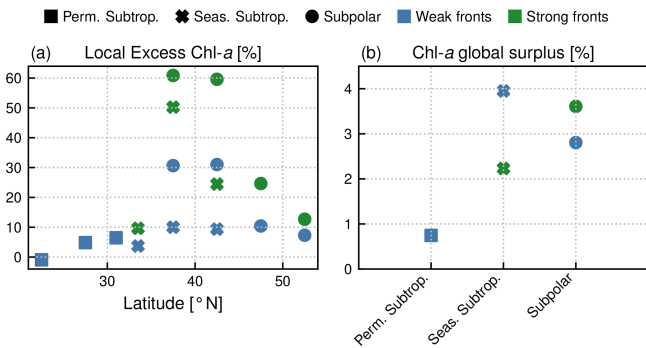 Perm. Subtrop. Seas. Subtrop. Subpolar Weak fronts Strong fronts
(a) Local Excess Chl-a [%]
60
50
40
30
20
10
0
30 40 50
Latitude [°N]
(b) Chl-a global surplus [%]
4
3
2
1
0
Perm. Subtrop.
Seas. Subtrop.
Subpolar